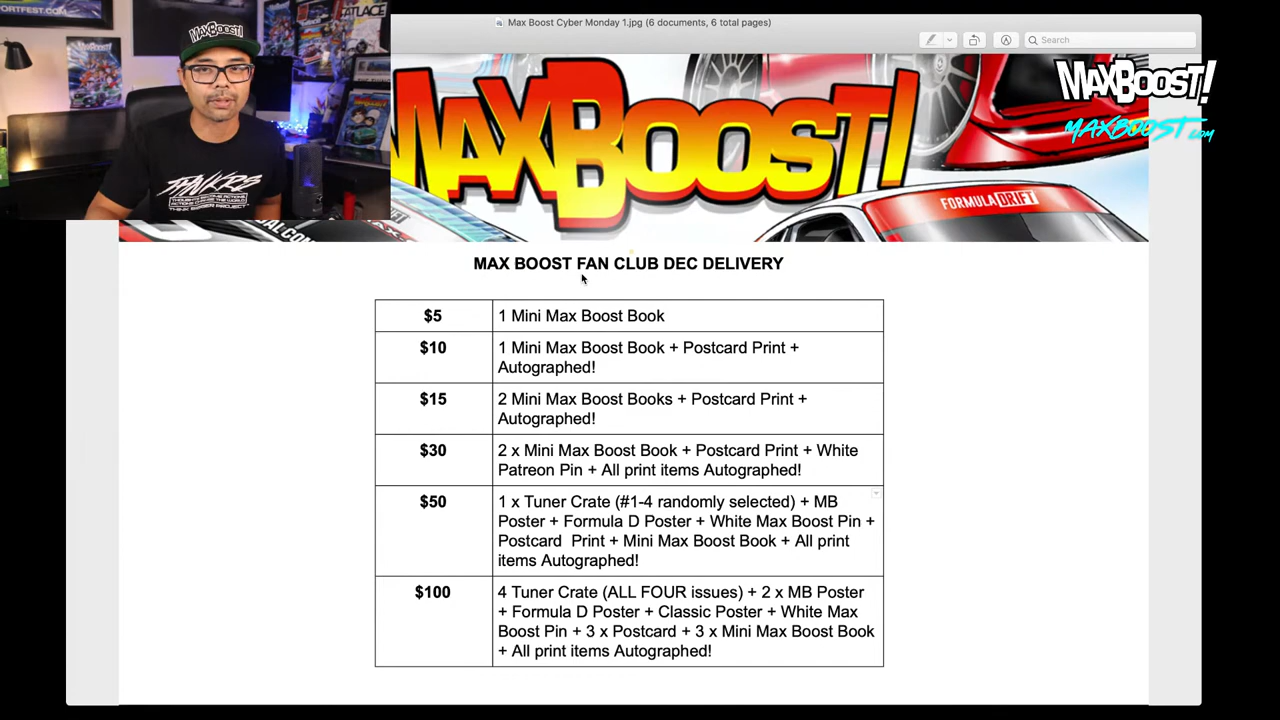 Max Boost Cyber Monday 1.jpg (6 documents, 6 total pages)
Search
MAXBOOST!
MAXBOOST.COM
MAXBOOST!
FORMULA DRIFT
MAXBOOST!
FATLACE
MAX BOOST FAN CLUB DEC DELIVERY
$5
1 Mini Max Boost Book
$10
1 Mini Max Boost Book + Postcard Print +
Autographed!
$15
2 Mini Max Boost Books + Postcard Print +
Autographed!
$30
2 x Mini Max Boost Book + Postcard Print + White
Patreon Pin + All print items Autographed!
$50
1 x Tuner Crate (#1-4 randomly selected) + MB
Poster + Formula D Poster + White Max Boost Pin +
Postcard Print + Mini Max Boost Book + All print
items Autographed!
$100
4 Tuner Crate (ALL FOUR issues) + 2 x MB Poster
+ Formula D Poster + Classic Poster + White Max
Boost Pin + 3 x Postcard + 3 x Mini Max Boost Book
+ All print items Autographed!